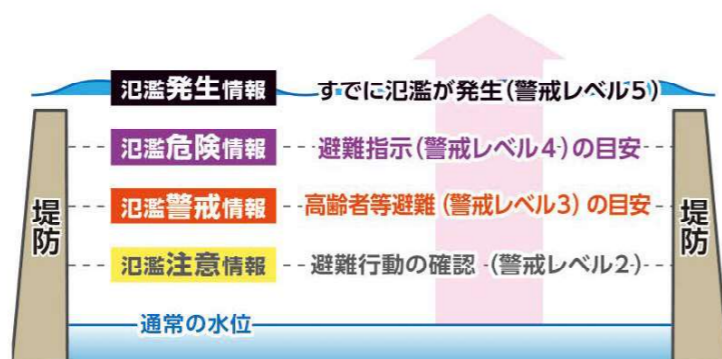 氾濫発生情報 すでに氾濫が発生(警戒レベル5)
氾濫危険情報 避難指示(警戒レベル4)の目安
氾濫警戒情報 高齢者等避難(警戒レベル3)の目安
氾濫注意情報 避難行動の確認(警戒レベル2)
通常の水位
堤防
堤防